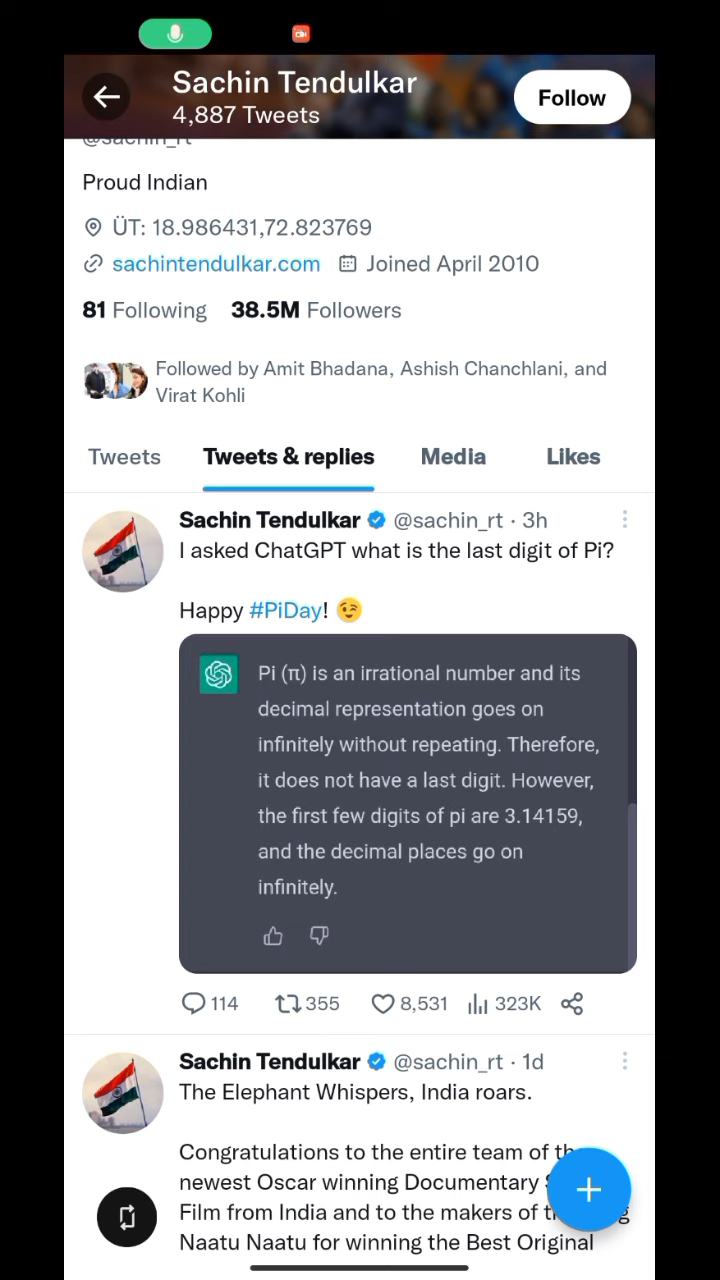 Sachin Tendulkar
4,887 Tweets
Follow
@sachin_rt
Proud Indian
ÜT: 18.986431,72.823769
sachintendulkar.com Joined April 2010
81 Following 38.5M Followers
Followed by Amit Bhadana, Ashish Chanchlani, and
Virat Kohli
Tweets Tweets & replies Media Likes
Sachin Tendulkar @sachin_rt · 3h
I asked ChatGPT what is the last digit of Pi?
Happy #PiDay! 😉
Pi (π) is an irrational number and its
decimal representation goes on
infinitely without repeating. Therefore,
it does not have a last digit. However,
the first few digits of pi are 3.14159,
and the decimal places go on
infinitely.
114 355 8,531 323K
Sachin Tendulkar @sachin_rt · 1d
The Elephant Whispers, India roars.
Congratulations to the entire team of
newest Oscar winning Documentary
Film from India and to the makers of
Naatu Naatu for winning the Best Original